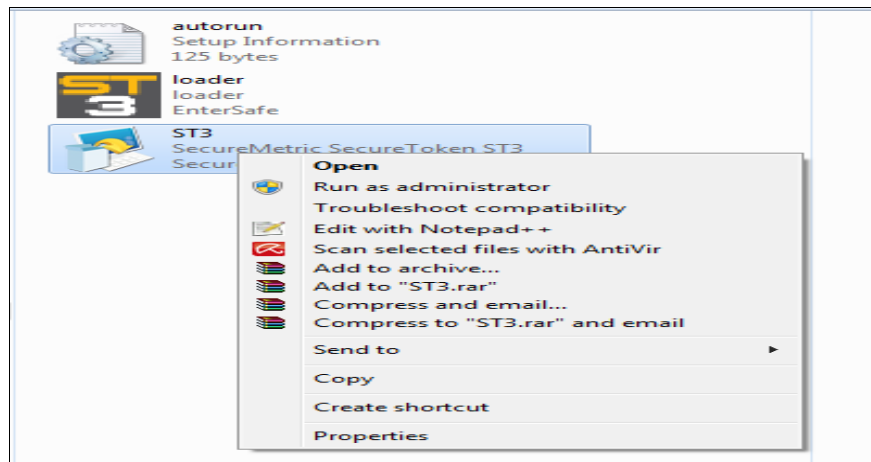 autorun
Setup Information
125 bytes
ST
3
loader
loader
EnterSafe
ST3
SecureMetric SecureToken ST3
Secur
Open
Run as administrator
Troubleshoot compatibility
Edit with Notepad++
Scan selected files with AntiVir
Add to archive...
Add to "ST3.rar"
Compress and email...
Compress to "ST3.rar" and email
Send to
Copy
Create shortcut
Properties